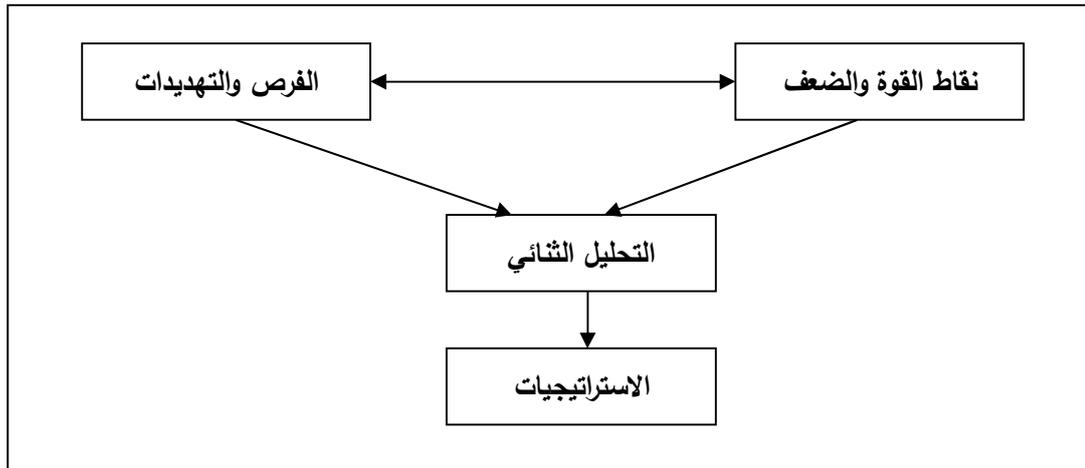 نقاط القوة والضعف
الفرص والتهديدات
التحليل الثنائي
الاستراتيجيات